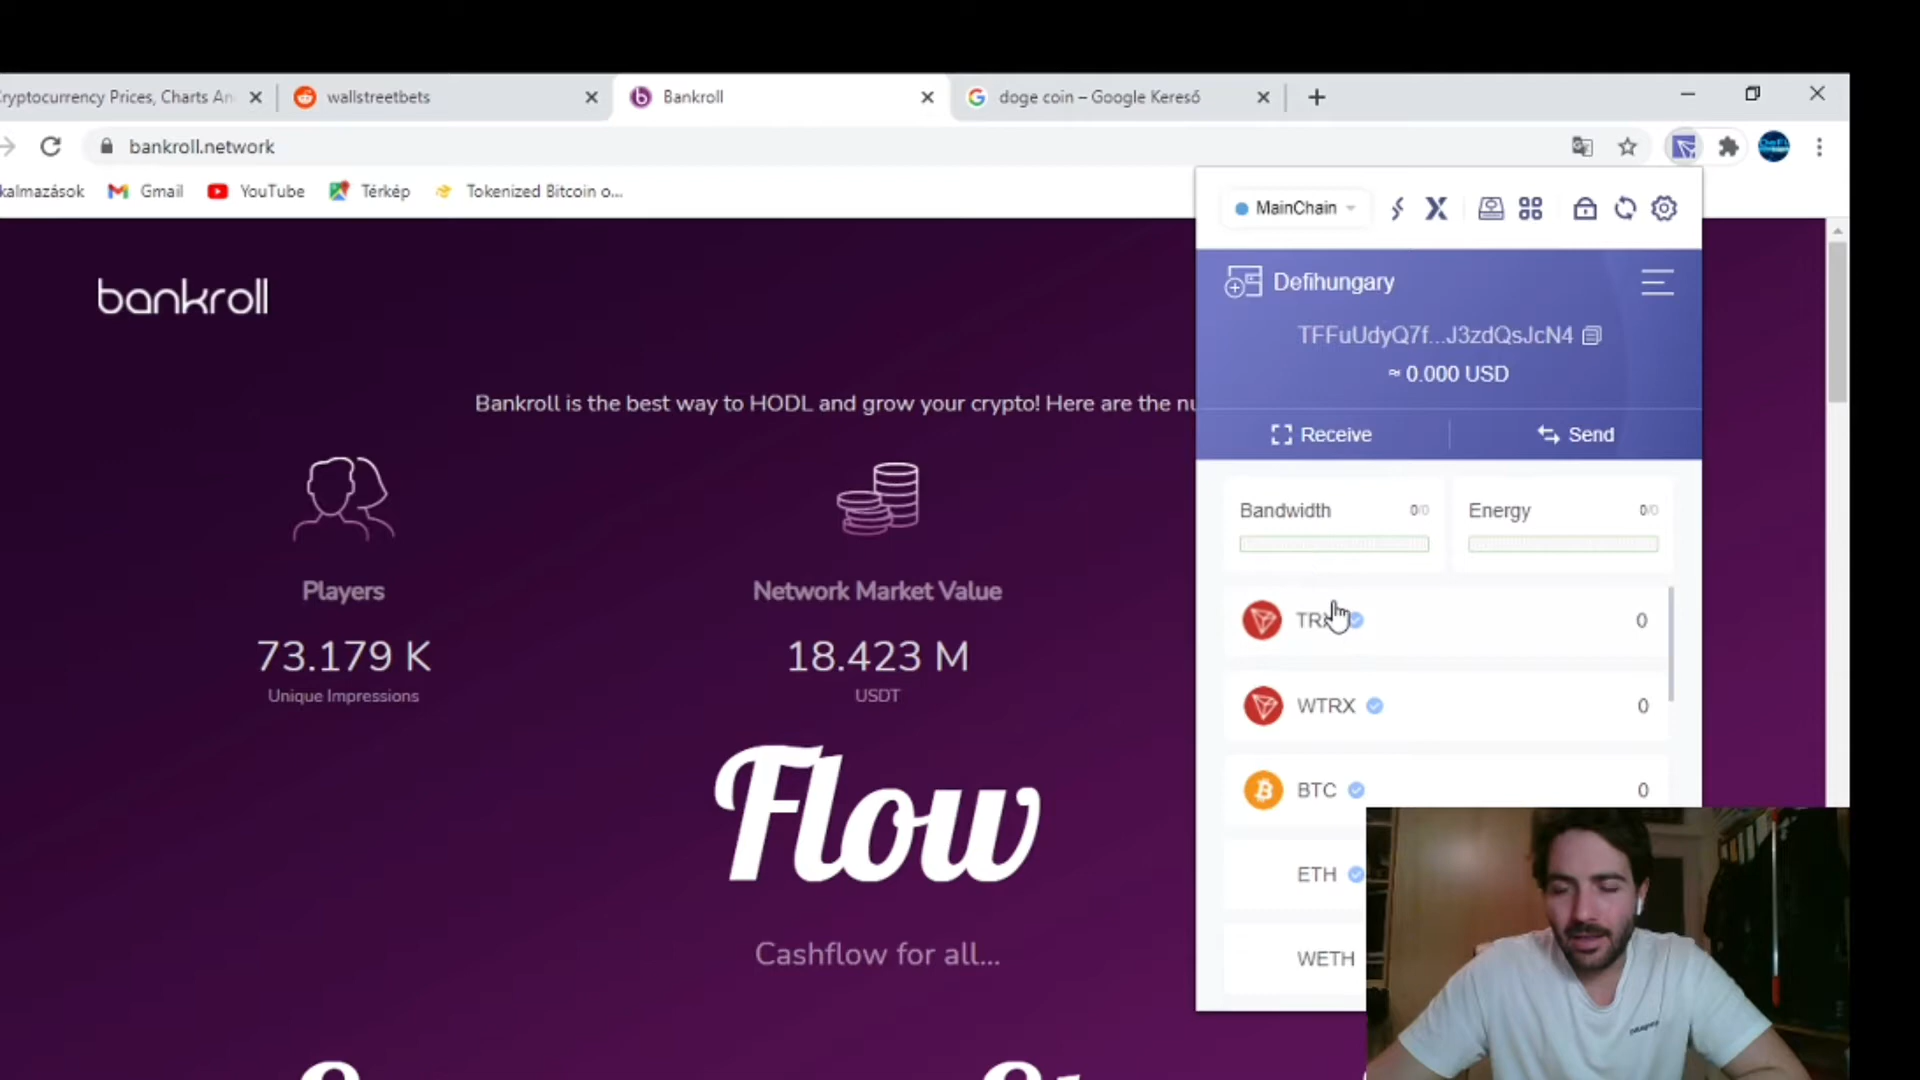 ryptocurrency Prices, Charts An
wallstreetbets
Bankroll
doge coin – Google Kereső
bankroll.network
kalmazások
Gmail
YouTube
Térkép
Tokenized Bitcoin o...
MainChain
bankroll
Defihungary
TFFuUdyQ7f...J3zdQsJcN4
≈ 0.000 USD
Bankroll is the best way to HODL and grow your crypto! Here are the nu
Receive
Send
Bandwidth 0/0
Energy 0/0
Players
Network Market Value
73.179 K
18.423 M
Unique Impressions
USDT
TRX 0
WTRX 0
BTC 0
ETH
WETH
Flow
Cashflow for all...